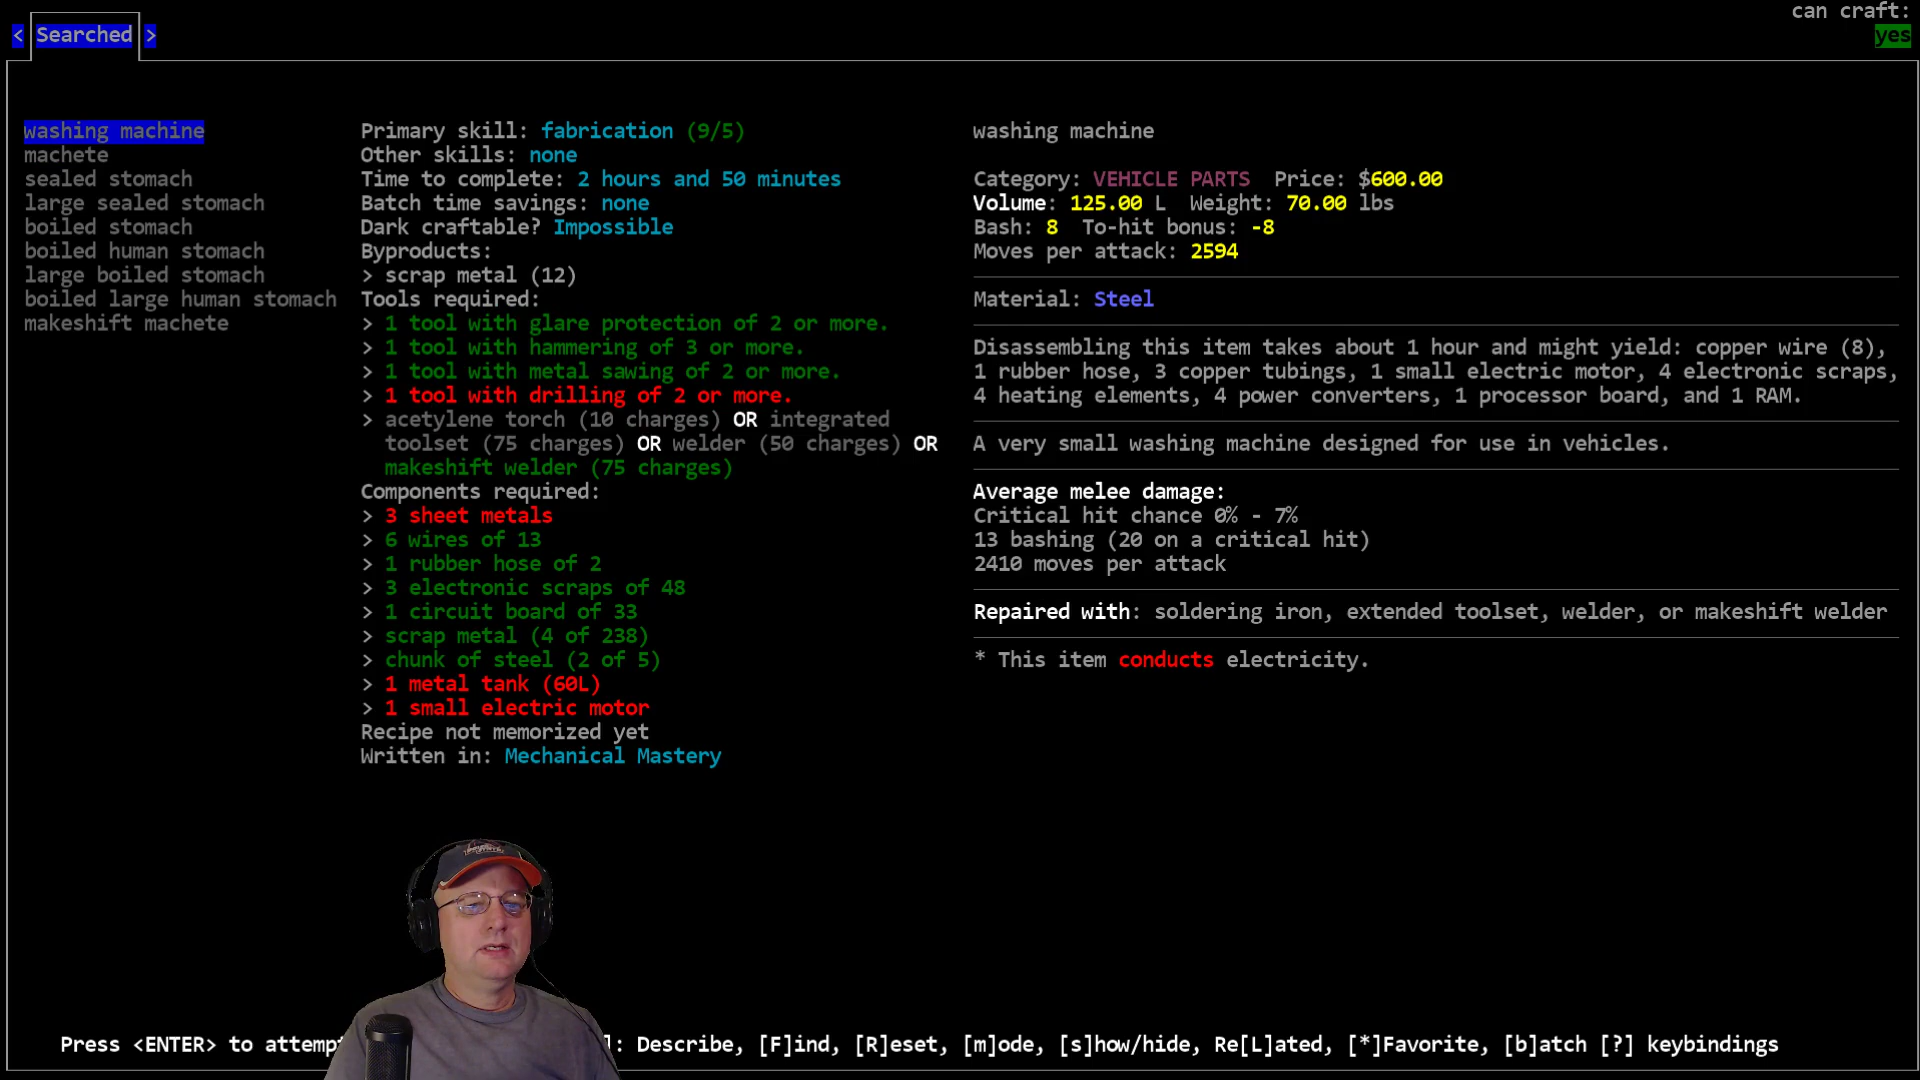 can craft:
< Searched >
yes
washing machine
machete
sealed stomach
large sealed stomach
boiled stomach
boiled human stomach
large boiled stomach
boiled large human stomach
makeshift machete
Primary skill: fabrication (9/5)
Other skills: none
Time to complete: 2 hours and 50 minutes
Batch time savings: none
Dark craftable? Impossible
Byproducts:
> scrap metal (12)
Tools required:
> 1 tool with glare protection of 2 or more.
> 1 tool with hammering of 3 or more.
> 1 tool with metal sawing of 2 or more.
> 1 tool with drilling of 2 or more.
> acetylene torch (10 charges) OR integrated
toolset (75 charges) OR welder (50 charges) OR
makeshift welder (75 charges)
Components required:
> 3 sheet metals
> 6 wires of 13
> 1 rubber hose of 2
> 3 electronic scraps of 48
> 1 circuit board of 33
> scrap metal (4 of 238)
> chunk of steel (2 of 5)
> 1 metal tank (60L)
> 1 small electric motor
Recipe not memorized yet
Written in: Mechanical Mastery
washing machine
Category: VEHICLE PARTS Price: $600.00
Volume: 125.00 L Weight: 70.00 lbs
Bash: 8 To-hit bonus: -8
Moves per attack: 2594
Material: Steel
Disassembling this item takes about 1 hour and might yield: copper wire (8),
1 rubber hose, 3 copper tubings, 1 small electric motor, 4 electronic scraps,
4 heating elements, 4 power converters, 1 processor board, and 1 RAM.
A very small washing machine designed for use in vehicles.
Average melee damage:
Critical hit chance 0% - 7%
13 bashing (20 on a critical hit)
2410 moves per attack
Repaired with: soldering iron, extended toolset, welder, or makeshift welder
* This item conducts electricity.
Press <ENTER> to attempt ]: Describe, [F]ind, [R]eset, [m]ode, [s]how/hide, Re[L]ated, [*]Favorite, [b]atch [?] keybindings